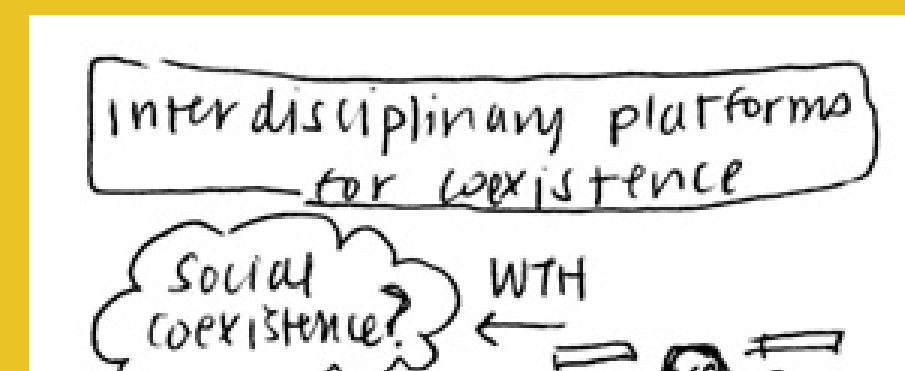 interdisciplinary platforms
for coexistence
Social
coexistence?
WTH